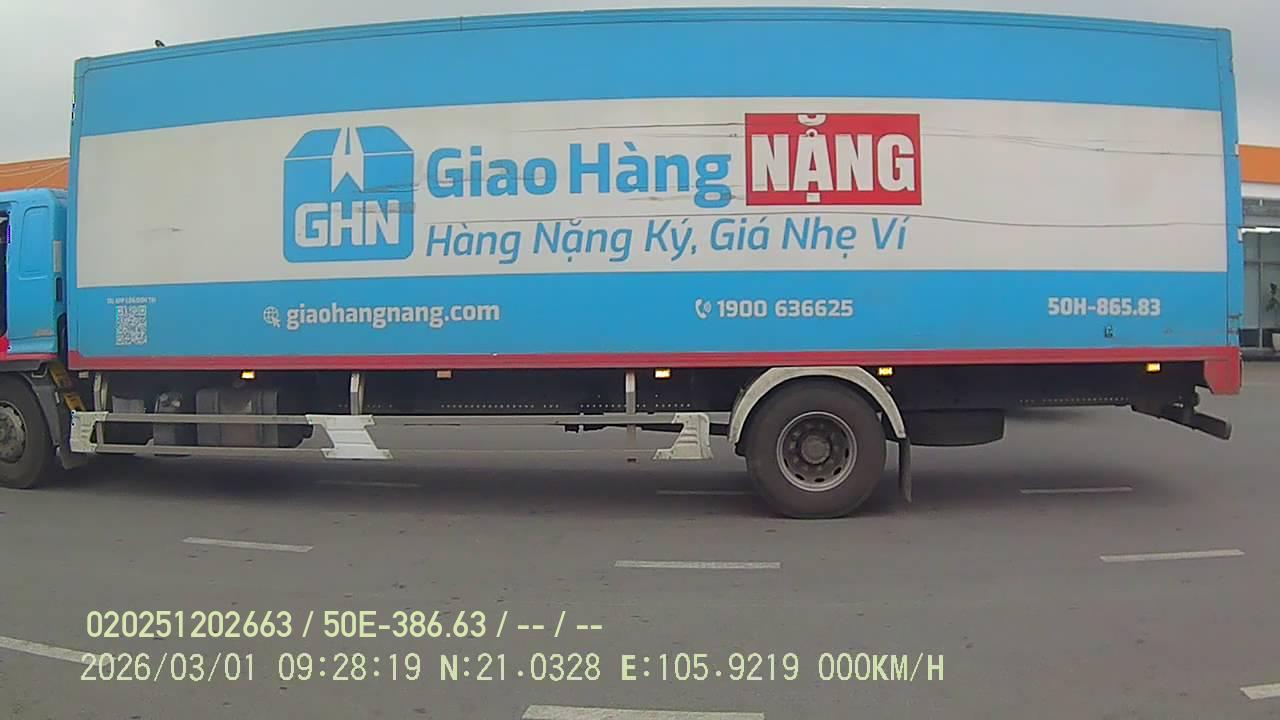 Giao Hàng NẶNG
GHN
Hàng Nặng Ký, Giá Nhẹ Ví
giaohangnang.com
1900 636625
50H-865.83
020251202663 / 50E-386.63 / -- / --
2026/03/01 09:28:19 N:21.0328 E:105.9219 000KM/H